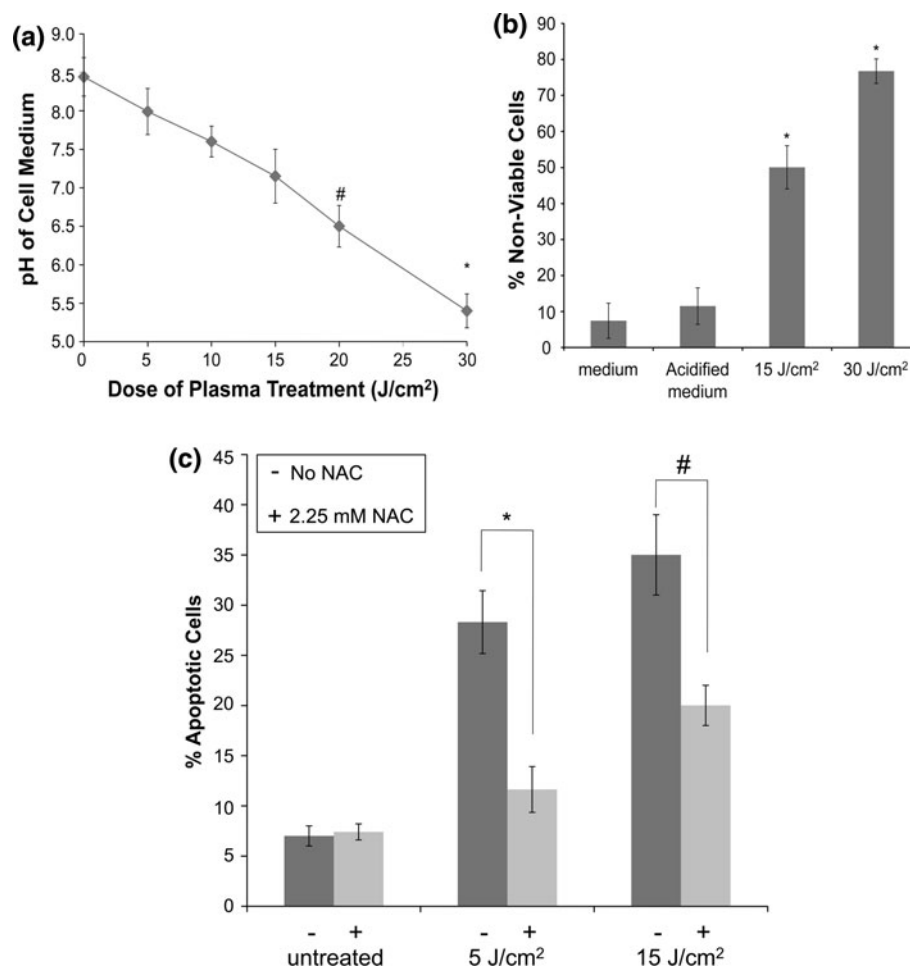 (a)
pH of Cell Medium
9.0
8.5
8.0
7.5
7.0
6.5
6.0
5.5
5.0
#
*
0 5 10 15 20 25 30
Dose of Plasma Treatment (J/cm²)
(b)
% Non-Viable Cells
90
80
70
60
50
40
30
20
10
0
*
*
medium Acidified medium 15 J/cm² 30 J/cm²
(c)
- No NAC
+ 2.25 mM NAC
% Apoptotic Cells
45
40
35
30
25
20
15
10
5
0
*
#
- + - + - +
untreated 5 J/cm² 15 J/cm²